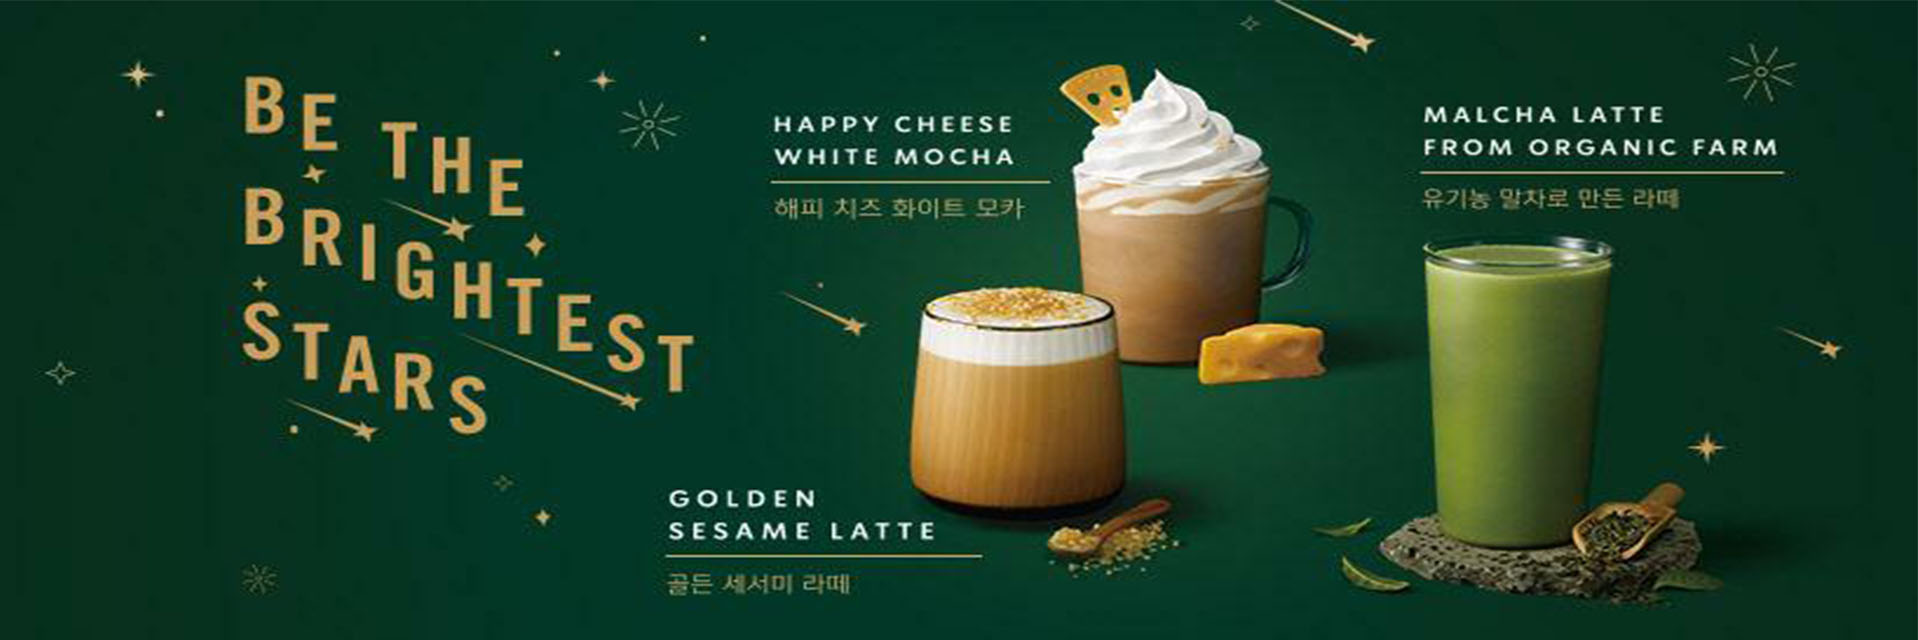 BE THE
BRIGHTEST
STARS
HAPPY CHEESE
WHITE MOCHA
해피 치즈 화이트 모카
GOLDEN
SESAME LATTE
골든 세서미 라떼
MALCHA LATTE
FROM ORGANIC FARM
유기농 말차로 만든 라떼